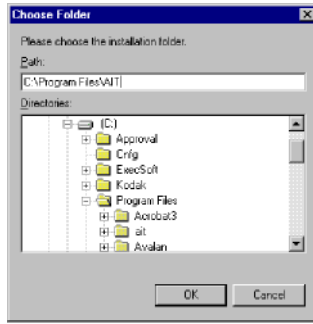 Choose Folder
Please choose the installation folder.
Path:
C:\Program Files\AIT
Directories:
(C:)
Approval
Cnfg
ExecSoft
Kodak
Program Files
Acrobat3
ait
Avalan
OK Cancel